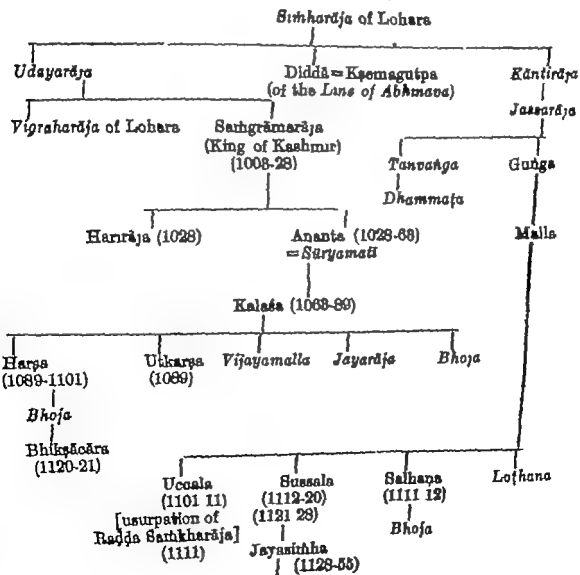 Siṁharāja of Lohara
Udayarāja Diddā = Kṣemagutpa Kāntirāja
(of the Line of Abhinava)
Jassarāja
Vigraharāja of Lohara Saṁgrāmarāja
(King of Kashmir) Tanvaṅga Gunga
(1003-28)
Dhammaṭa
Harirāja (1028) Ananta (1028-63) Malla
= Sūryamatī
Kalaśa (1063-89)
Harṣa Utkarṣa Vijayamalla Jayarāja Bhoja
(1089-1101) (1089)
Bhoja
Bhikṣācāra
(1120-21)
Uccala Sussala Salhaṇa Loṭhana
(1101 11) (1112-20) (1111 12)
[usurpation of (1121 28) Bhoja
Raḍḍa Saṁkharāja]
(1111) Jayasiṁha
(1128-55)